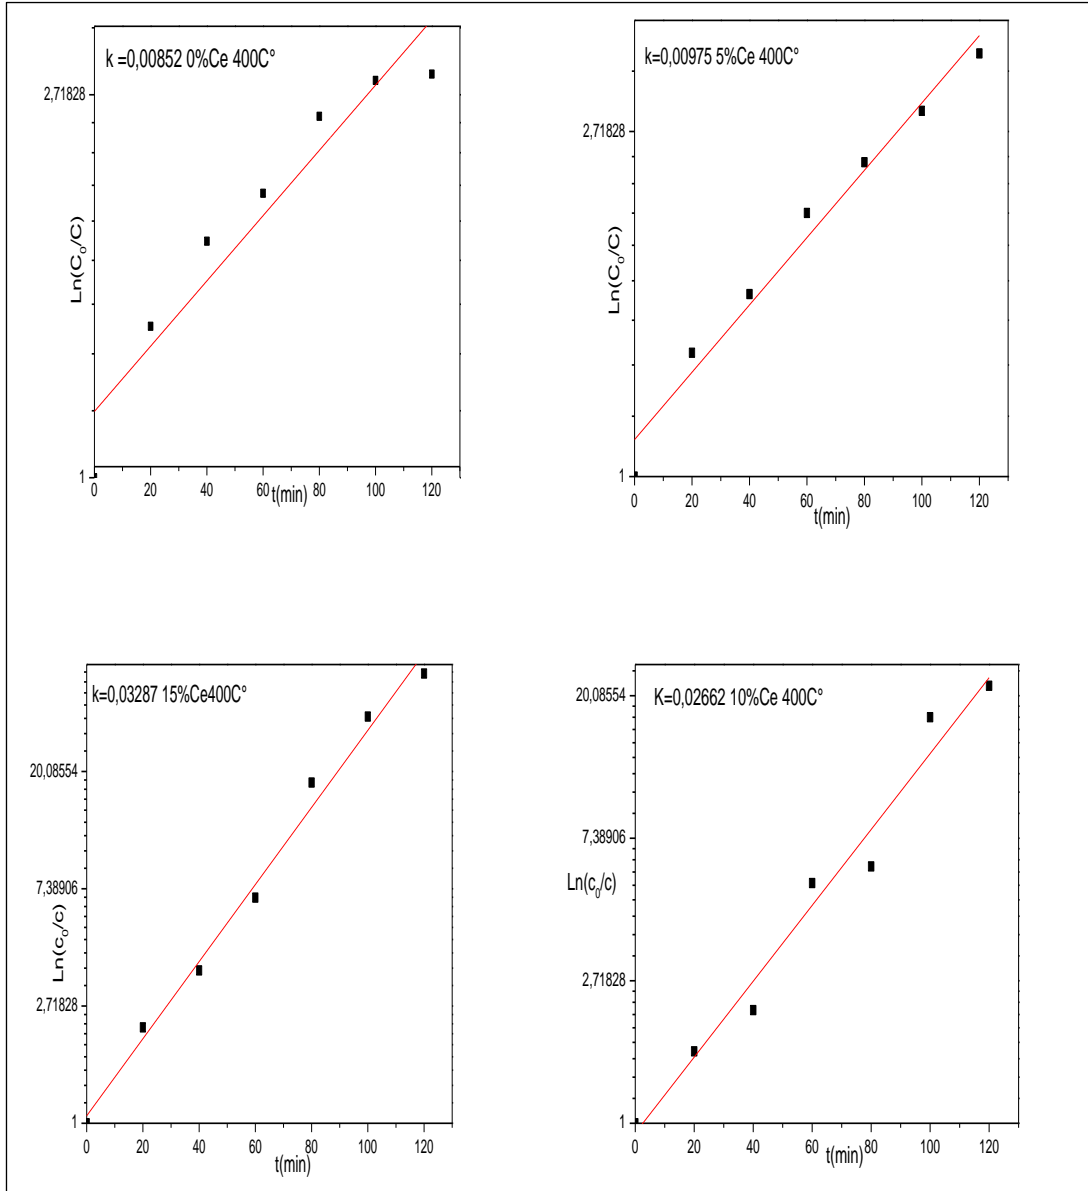 k =0,00852 0%Ce 400C°
2,71828
1
Ln(C₀/C)
0 20 40 60 80 100 120
t(min)
k=0,00975 5%Ce 400C°
2,71828
1
Ln(C₀/C)
0 20 40 60 80 100 120
t(min)
k=0,03287 15%Ce400C°
20,08554
7,38906
2,71828
1
Ln(c₀/c)
0 20 40 60 80 100 120
t(min)
K=0,02662 10%Ce 400C°
20,08554
7,38906
2,71828
1
Ln(c₀/c)
0 20 40 60 80 100 120
t(min)